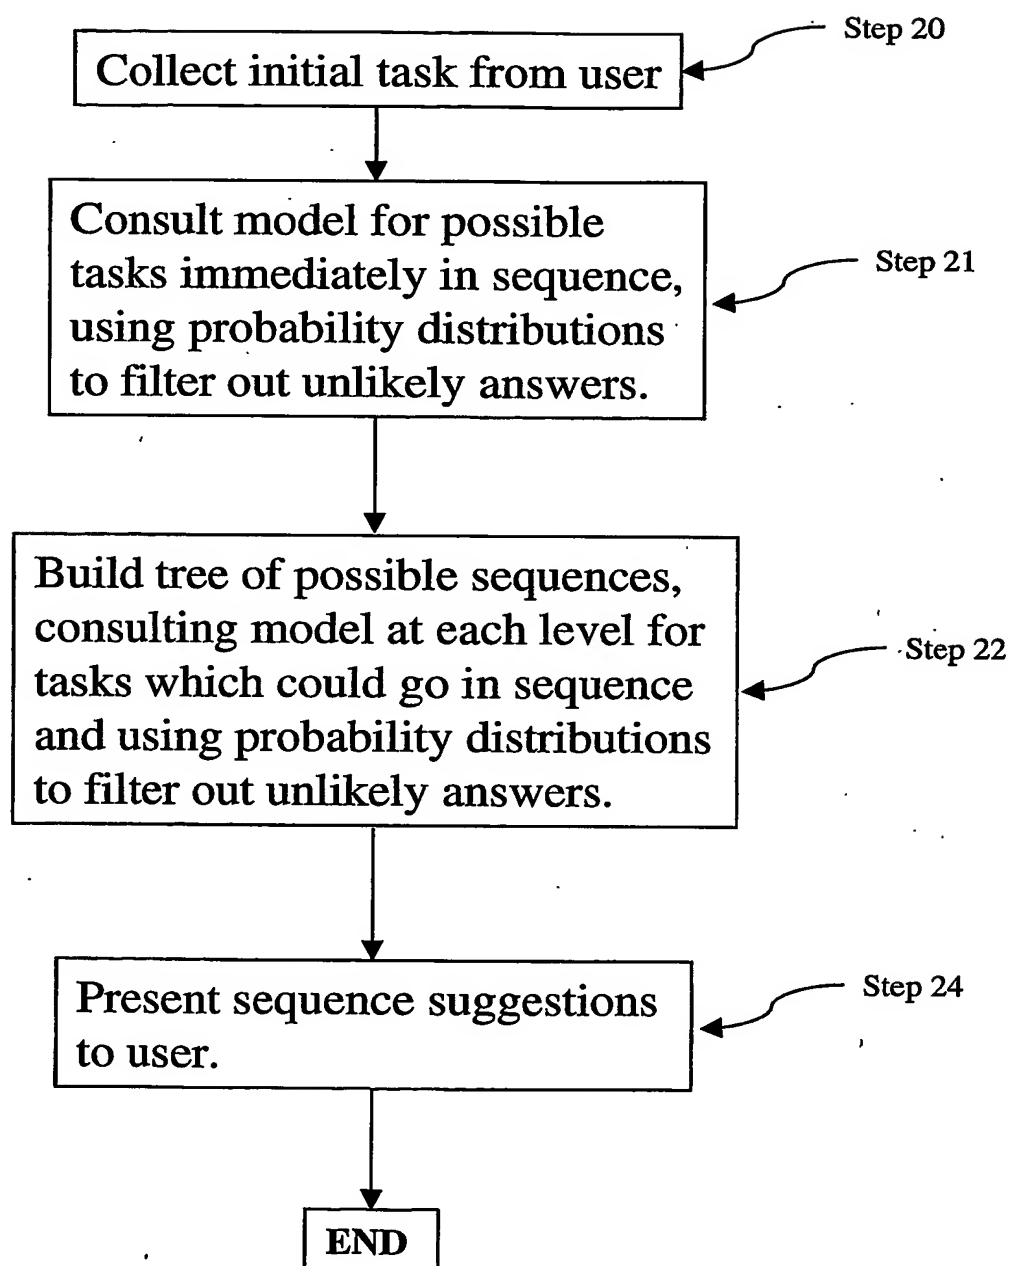 Step 20
Collect initial task from user
Consult model for possible
tasks immediately in sequence,
using probability distributions
to filter out unlikely answers.
Step 21
Build tree of possible sequences,
consulting model at each level for
tasks which could go in sequence
and using probability distributions
to filter out unlikely answers.
Step 22
Present sequence suggestions
to user.
Step 24
END